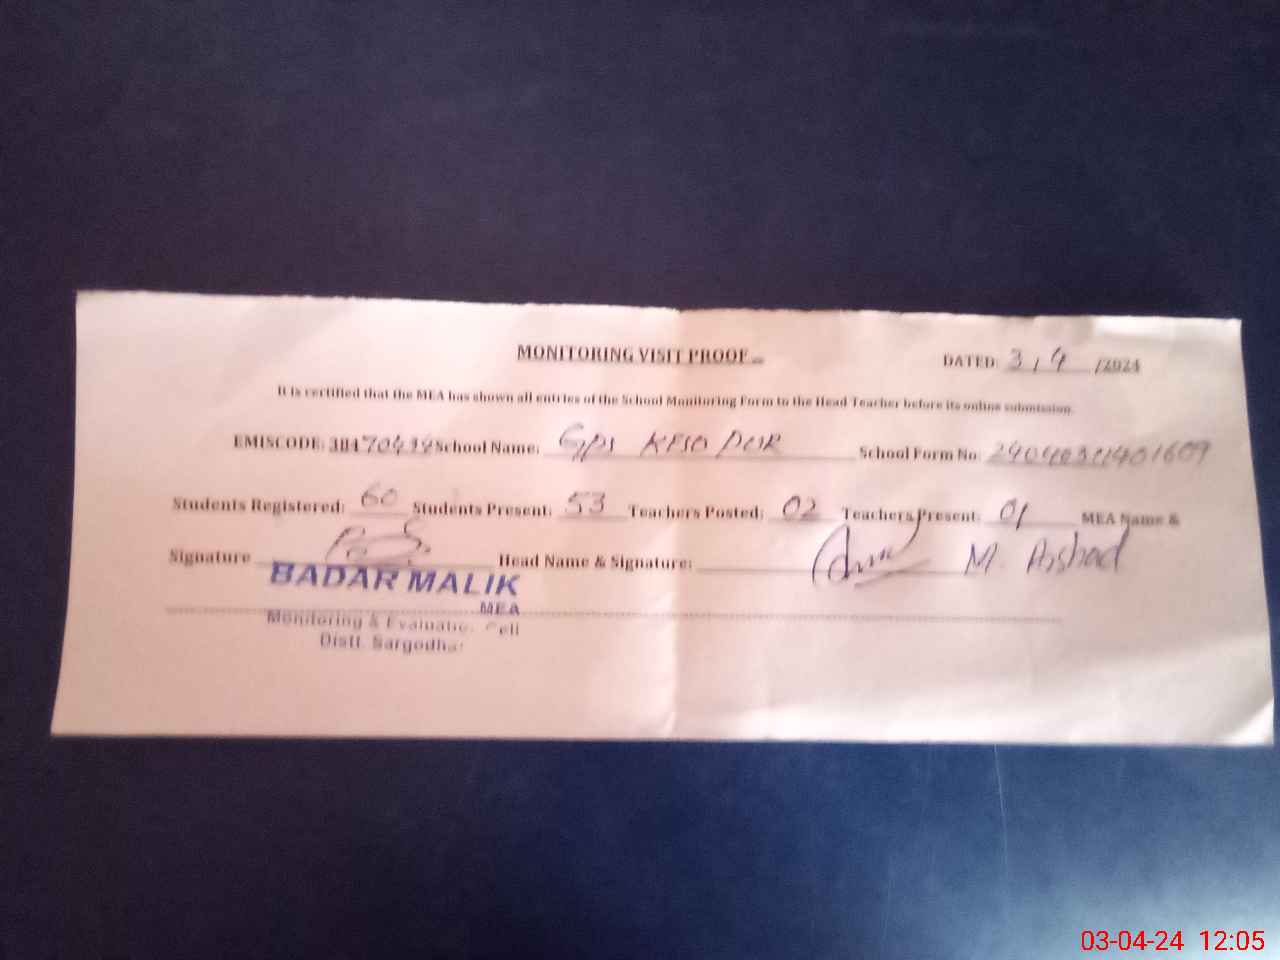 MONITORING VISIT PROOF
DATED: 3/4/2024
It is certified that the MEA has shown all entries of the School Monitoring Form to the Head Teacher before its online submission.
EMISCODE: 38470434 School Name: GPS KESO PUR School Form No:
Students Registered: 60 Students Present: 53 Teachers Posted: 02 Teachers Present: 01 MEA Name &
Signature Head Name & Signature: M. Arshad
BADAR MALIK
MEA
Monitoring & Evaluation Cell
Distt. Sargodha
03-04-24 12:05